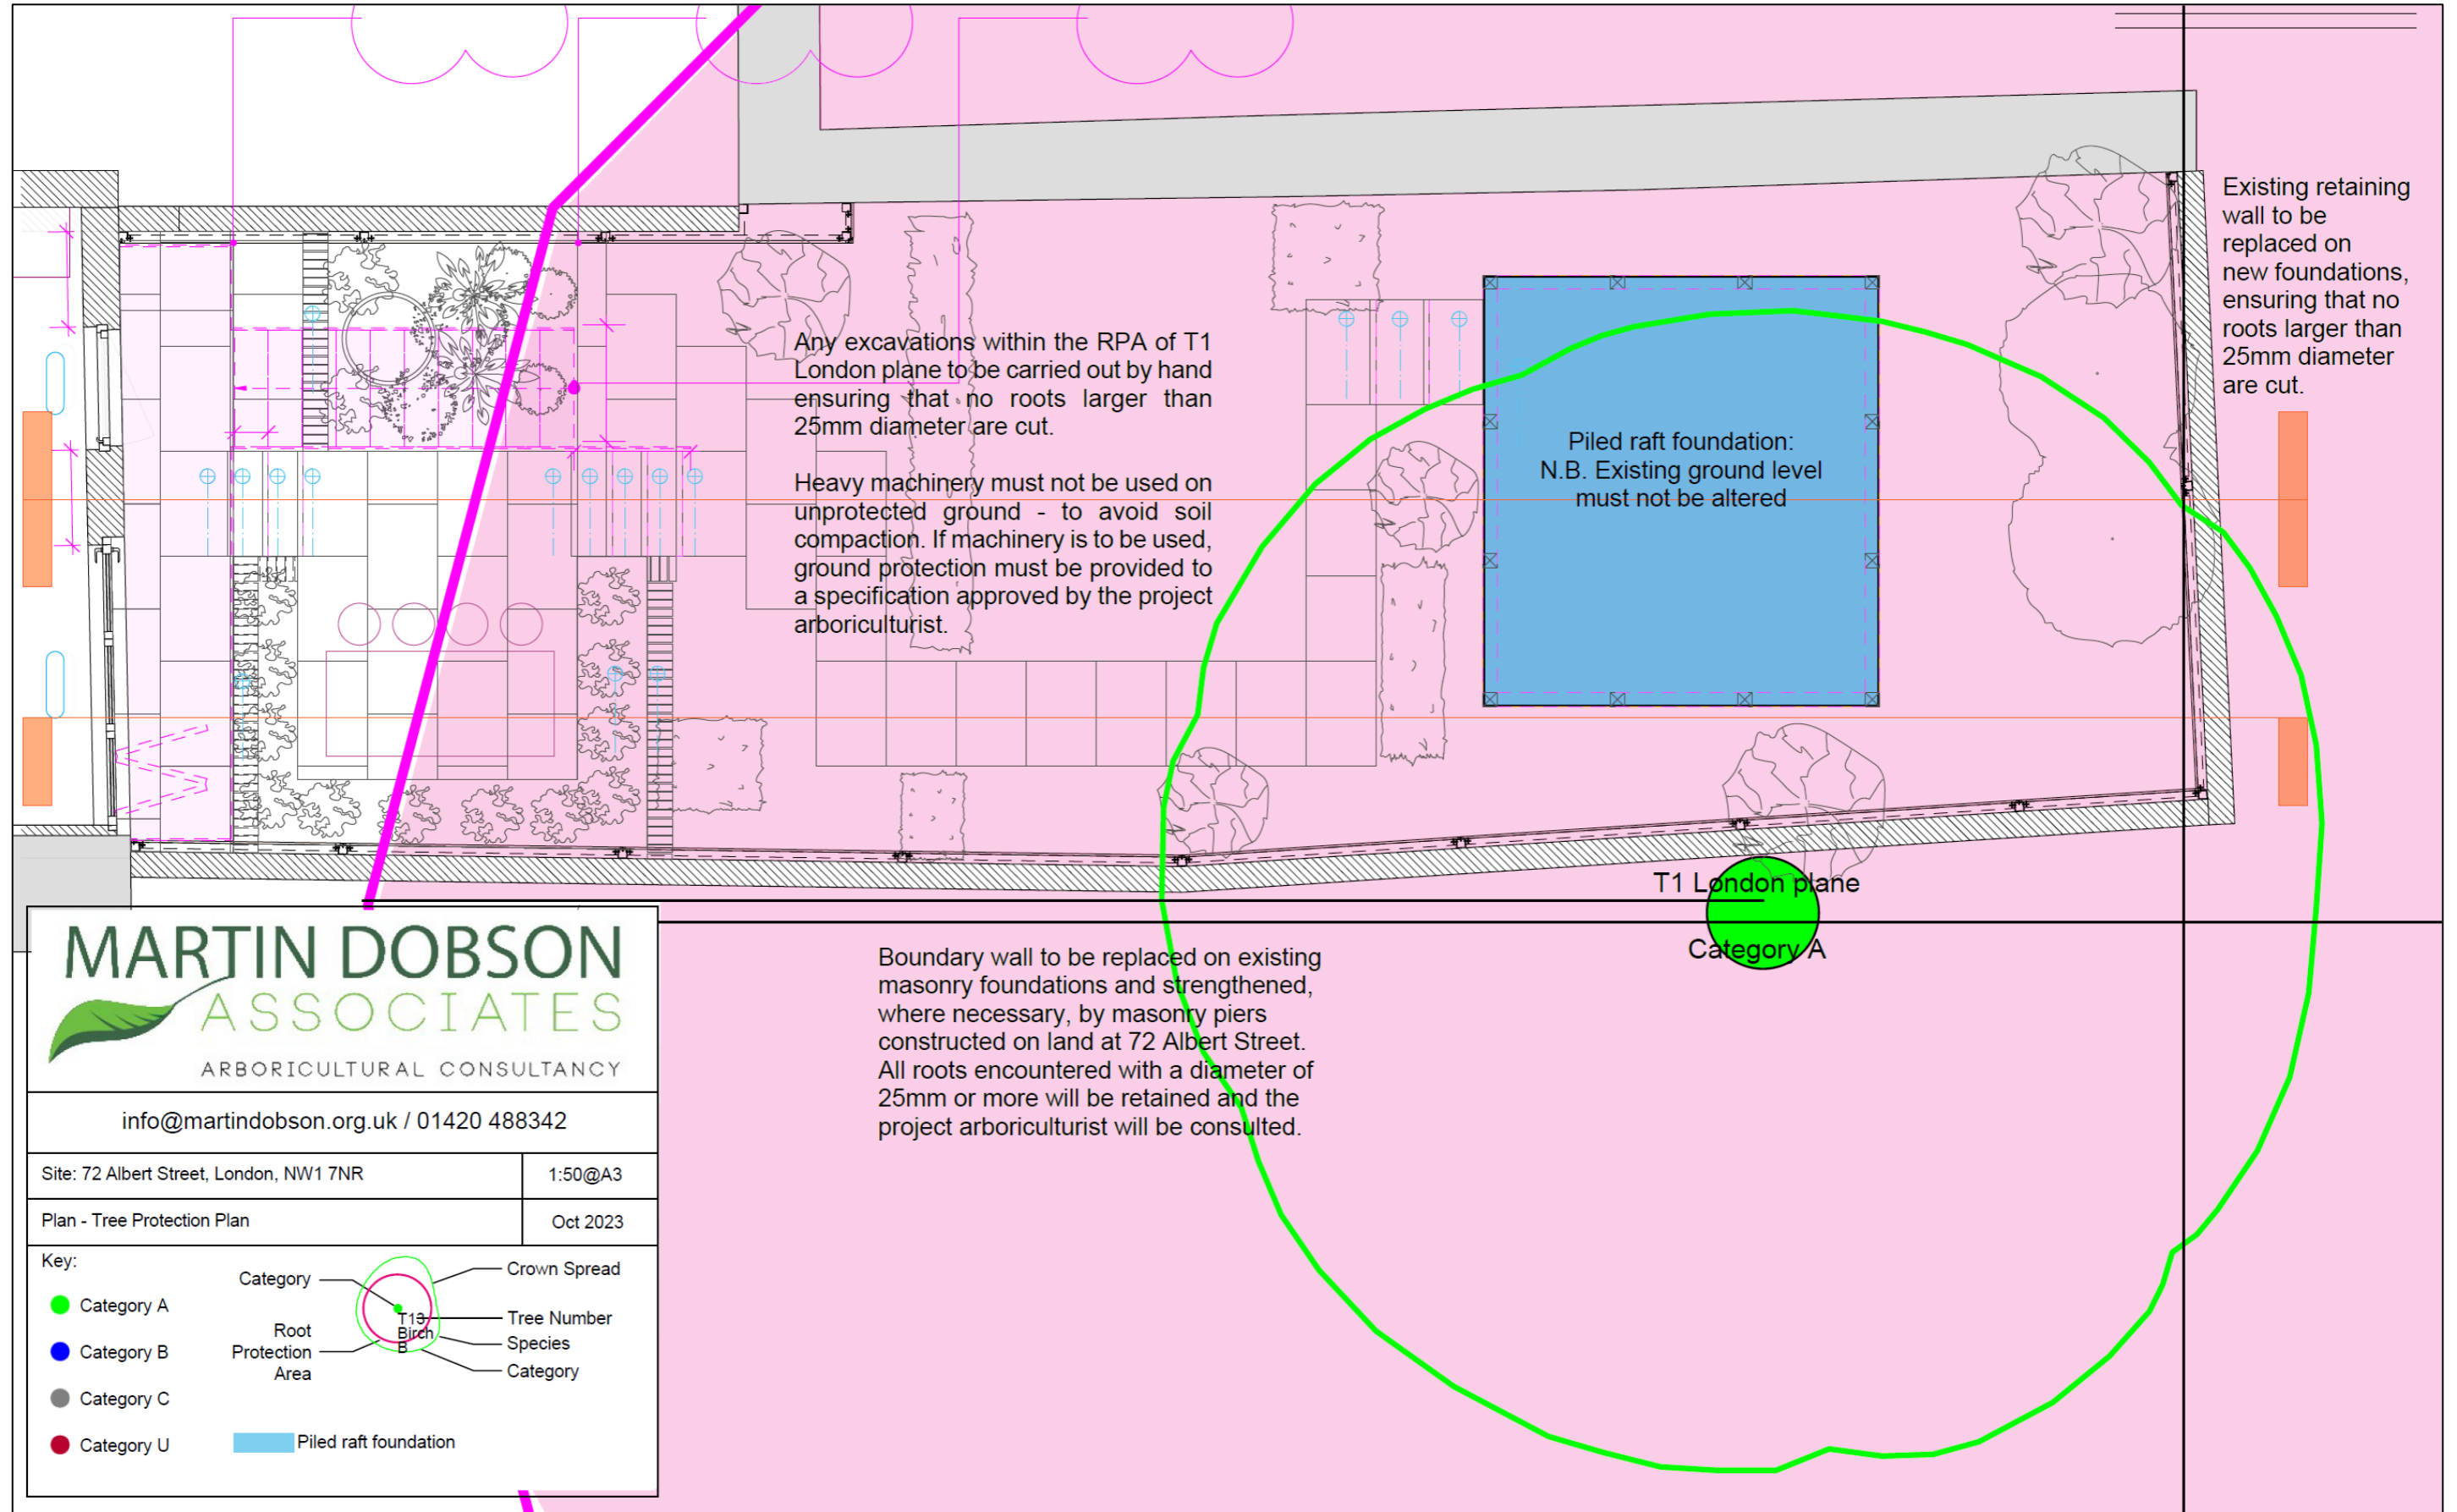 Existing retaining
wall to be
replaced on
new foundations,
ensuring that no
roots larger than
25mm diameter
are cut.
Any excavations within the RPA of T1
London plane to be carried out by hand
ensuring that no roots larger than
25mm diameter are cut.
Heavy machinery must not be used on
unprotected ground - to avoid soil
compaction. If machinery is to be used,
ground protection must be provided to
a specification approved by the project
arboriculturist.
Piled raft foundation:
N.B. Existing ground level
must not be altered
T1 London plane
Category A
Boundary wall to be replaced on existing
masonry foundations and strengthened,
where necessary, by masonry piers
constructed on land at 72 Albert Street.
All roots encountered with a diameter of
25mm or more will be retained and the
project arboriculturist will be consulted.
MARTIN DOBSON
ASSOCIATES
ARBORICULTURAL CONSULTANCY
info@martindobson.org.uk / 01420 488342
Site: 72 Albert Street, London, NW1 7NR
1:50@A3
Plan - Tree Protection Plan
Oct 2023
Key:
Category A
Category B
Category C
Category U
Category
Root
Protection
Area
T13
Birch
B
Crown Spread
Tree Number
Species
Category
Piled raft foundation